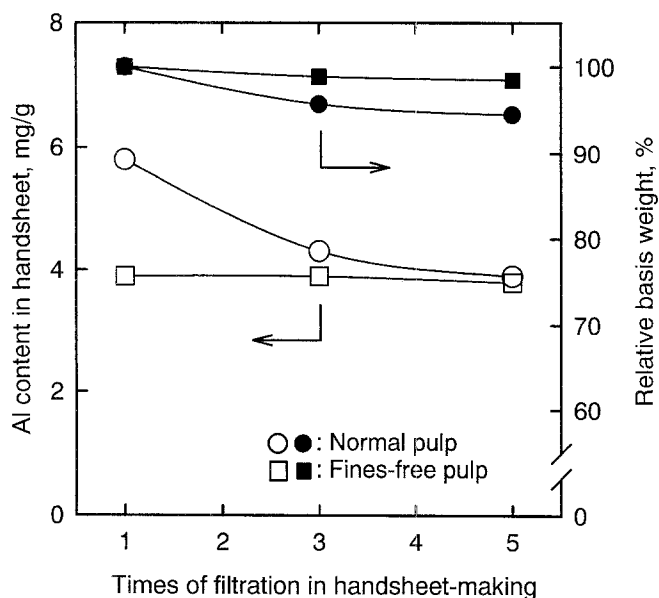 8
6
4
2
0
Al content in handsheet, mg/g
100
90
80
70
60
0
Relative basis weight, %
: Normal pulp
: Fines-free pulp
1 2 3 4 5
Times of filtration in handsheet-making